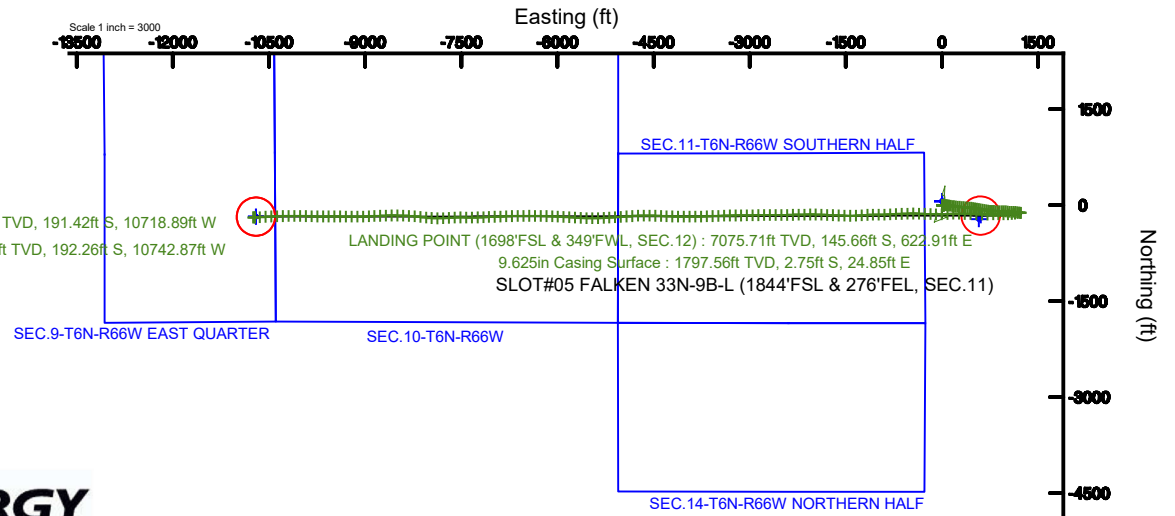 Easting (ft)
Scale 1 inch = 3000
-13500 -12000 -10500 -9000 -7500 -6000 -4500 -3000 -1500 0 1500
1500
SEC.11-T6N-R66W SOUTHERN HALF
0
TVD, 191.42ft S, 10718.89ft W
LANDING POINT (1698'FSL & 349'FWL, SEC.12) : 7075.71ft TVD, 145.66ft S, 622.91ft E
ft TVD, 192.26ft S, 10742.87ft W
9.625in Casing Surface : 1797.56ft TVD, 2.75ft S, 24.85ft E
SLOT#05 FALKEN 33N-9B-L (1844'FSL & 276'FEL, SEC.11)
Northing (ft)
-1500
SEC.9-T6N-R66W EAST QUARTER
SEC.10-T6N-R66W
-3000
-4500
SEC.14-T6N-R66W NORTHERN HALF
RGY